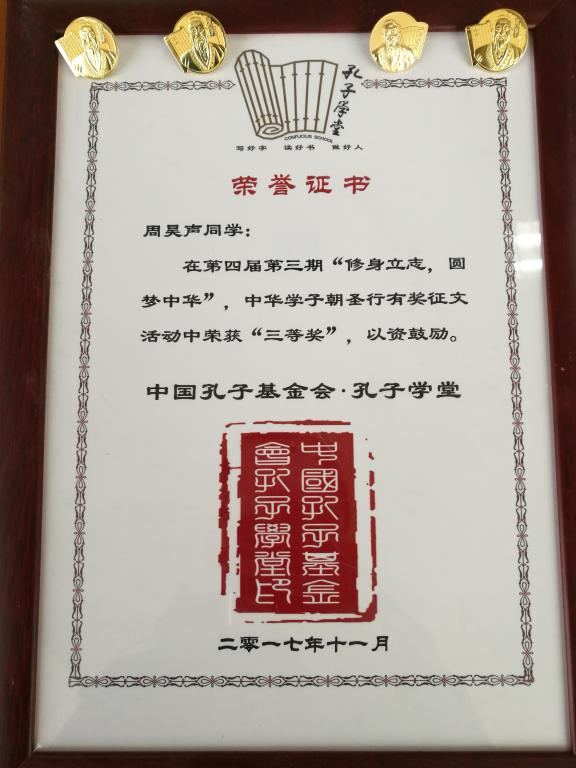 孔子学堂
CONFUCIUS SCHOOL
写好字 读好书 做好人
荣誉证书
周昊声同学：
在第四届第三期“修身立志，圆
梦中华”，中华学子朝圣行有奖征文
活动中荣获“三等奖”，以资鼓励。
中国孔子基金会·孔子学堂
中國孔子基金
會孔子學堂印
二零一七年十一月